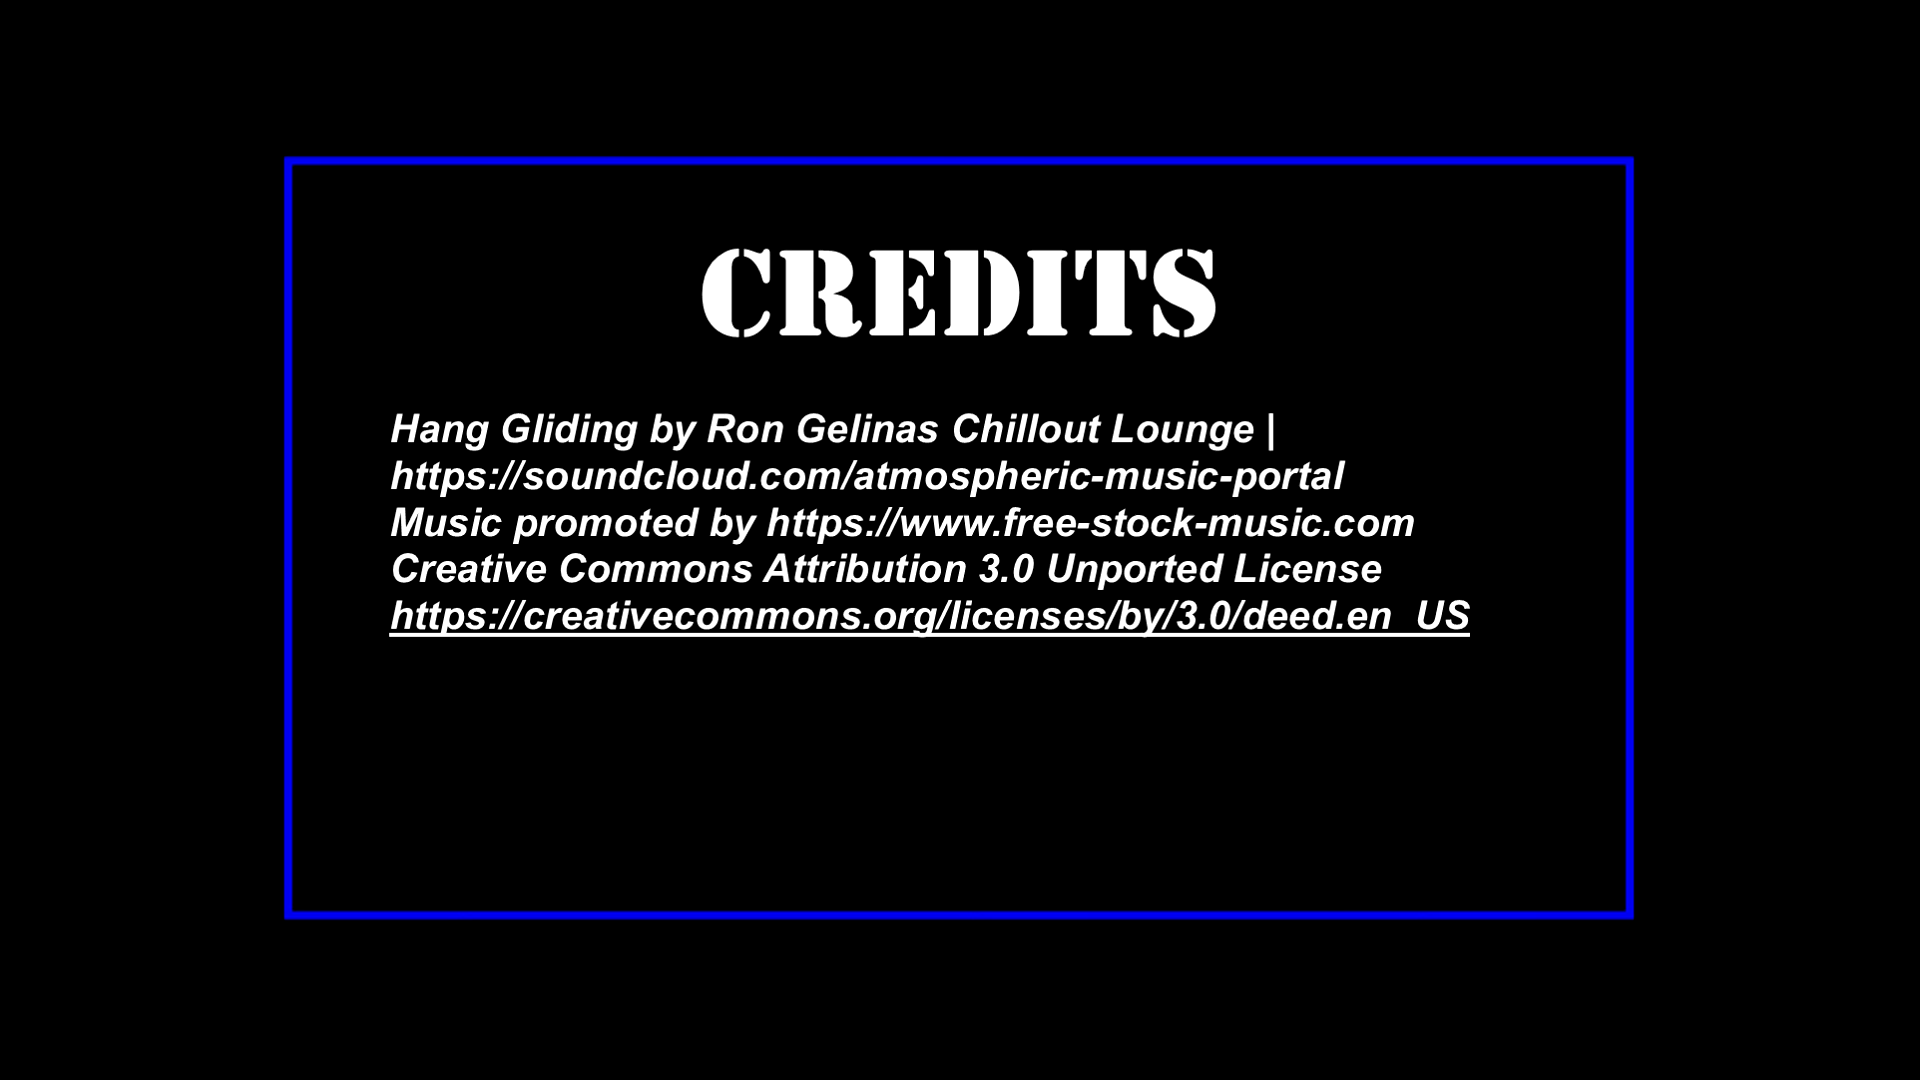 CREDITS
Hang Gliding by Ron Gelinas Chillout Lounge |
https://soundcloud.com/atmospheric-music-portal
Music promoted by https://www.free-stock-music.com
Creative Commons Attribution 3.0 Unported License
https://creativecommons.org/licenses/by/3.0/deed.en_US